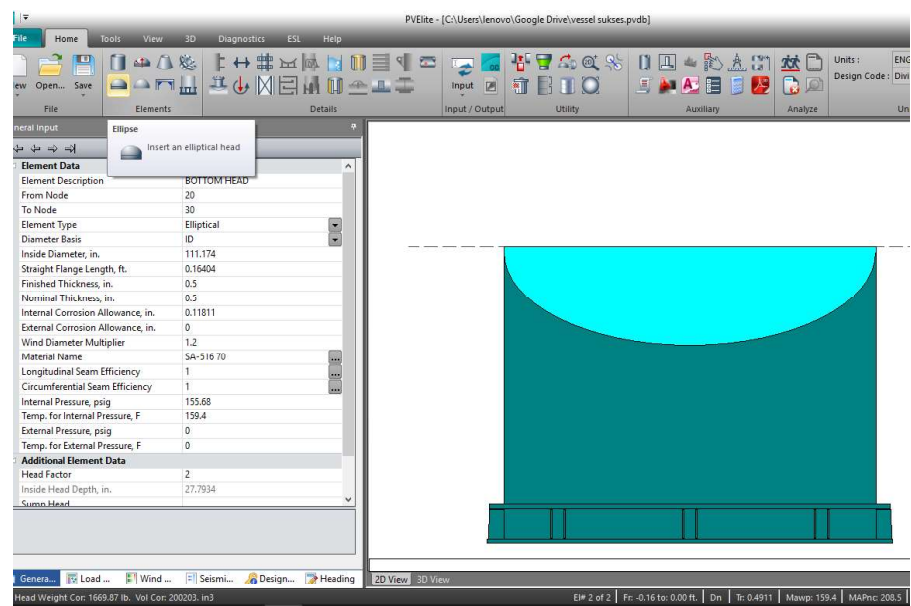 PVElite - [C:\Users\lenovo\Google Drive\vessel sukses.pvdb]
File Home Tools View 3D Diagnostics ESL Help
ew Open... Save
Input
Units : ENG
Design Code : Divi
File Elements Details Input / Output Utility Auxiliary Analyze Un
neral Input
Ellipse
Insert an elliptical head
Element Data
Element Description BOTTOM HEAD
From Node 20
To Node 30
Element Type Elliptical
Diameter Basis ID
Inside Diameter, in. 111.174
Straight Flange Length, ft. 0.16404
Finished Thickness, in. 0.5
Nominal Thickness, in. 0.5
Internal Corrosion Allowance, in. 0.11811
External Corrosion Allowance, in. 0
Wind Diameter Multiplier 1.2
Material Name SA-516 70
Longitudinal Seam Efficiency 1
Circumferential Seam Efficiency 1
Internal Pressure, psig 155.68
Temp. for Internal Pressure, F 159.4
External Pressure, psig 0
Temp. for External Pressure, F 0
Additional Element Data
Head Factor 2
Inside Head Depth, in. 27.7934
Sump Head
Genera... Load ... Wind ... Seismi... Design... Heading
2D View 3D View
Head Weight Cor: 1669.87 lb. Vol Cor: 200203. in3
El# 2 of 2 Fr: -0.16 to: 0.00 ft. Dn Tr: 0.4911 Mawp: 159.4 MAPnc: 208.5